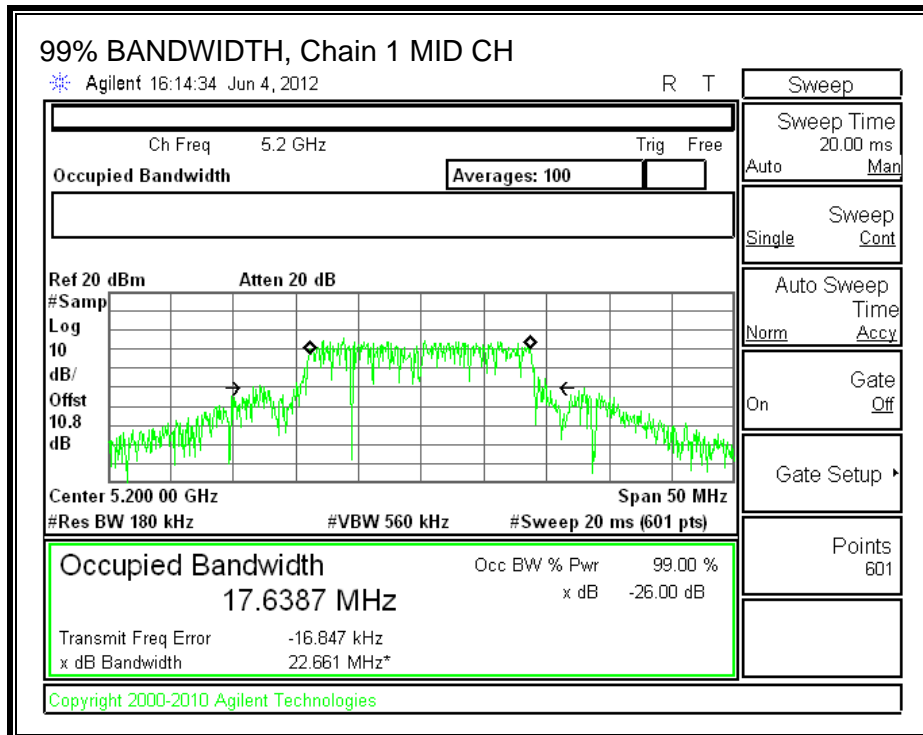 99% BANDWIDTH, Chain 1 MID CH
Agilent 16:14:34 Jun 4, 2012 R T
Ch Freq 5.2 GHz Trig Free
Occupied Bandwidth Averages: 100
Ref 20 dBm Atten 20 dB
#Samp
Log
10
dB/
Offst
10.8
dB
Center 5.200 00 GHz Span 50 MHz
#Res BW 180 kHz #VBW 560 kHz #Sweep 20 ms (601 pts)
Occupied Bandwidth Occ BW % Pwr 99.00 %
17.6387 MHz x dB -26.00 dB
Transmit Freq Error -16.847 kHz
x dB Bandwidth 22.661 MHz*
Copyright 2000-2010 Agilent Technologies
Sweep
Sweep Time
20.00 ms
Auto Man
Sweep
Single Cont
Auto Sweep
Time
Norm Accy
Gate
On Off
Gate Setup
Points
601